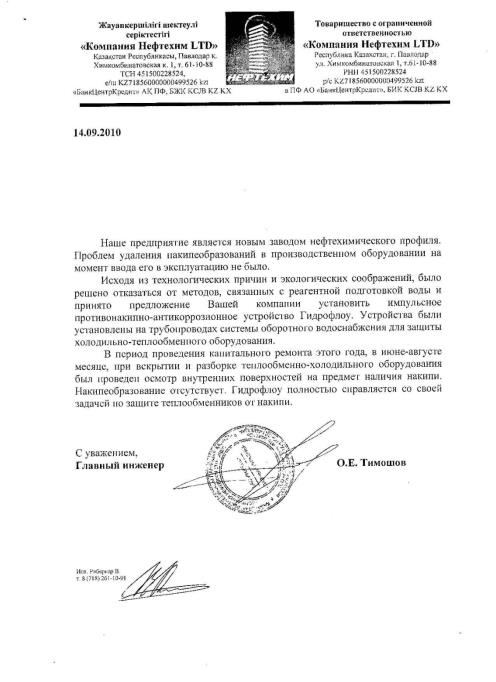 Жауапкершілігі шектеулі
серіктестігі
«Компания Нефтехим LTD»
Қазақстан Республикасы, Павлодар қ.
Химкомбинатовская к. 1, т. 61-10-88
ТСН 451500228524,
е/ш KZ718560000000499526 kzt
«БанкЦентрКредит» АҚ ПФ, БЖК KCJB KZ KX
НЕФТЕХИМ
Товарищество с ограниченной
ответственностью
«Компания Нефтехим LTD»
Республика Казахстан, г. Павлодар
ул. Химкомбинатовская 1, т.61-10-88
РНН 451500228524
р/с KZ718560000000499526 kzt
в ПФ АО «БанкЦентрКредит», БИК KCJB KZ KX
14.09.2010
Наше предприятие является новым заводом нефтехимического профиля.
Проблем удаления накипеобразований в производственном оборудовании на
момент ввода его в эксплуатацию не было.
Исходя из технологических причин и экологических соображений, было
решено отказаться от методов, связанных с реагентной подготовкой воды и
принято предложение Вашей компании установить импульсное
противонакипно-антикоррозионное устройство Гидрофлоу. Устройства были
установлены на трубопроводах системы оборотного водоснабжения для защиты
холодильно-теплообменного оборудования.
В период проведения капитального ремонта этого года, в июне-августе
месяце, при вскрытии и разборке теплообменно-холодильного оборудования
был проведен осмотр внутренних поверхностей на предмет наличия накипи.
Накипеобразование отсутствует. Гидрофлоу полностью справляется со своей
задачей по защите теплообменников от накипи.
С уважением,
Главный инженер
О.Е. Тимошов
Исп. В.